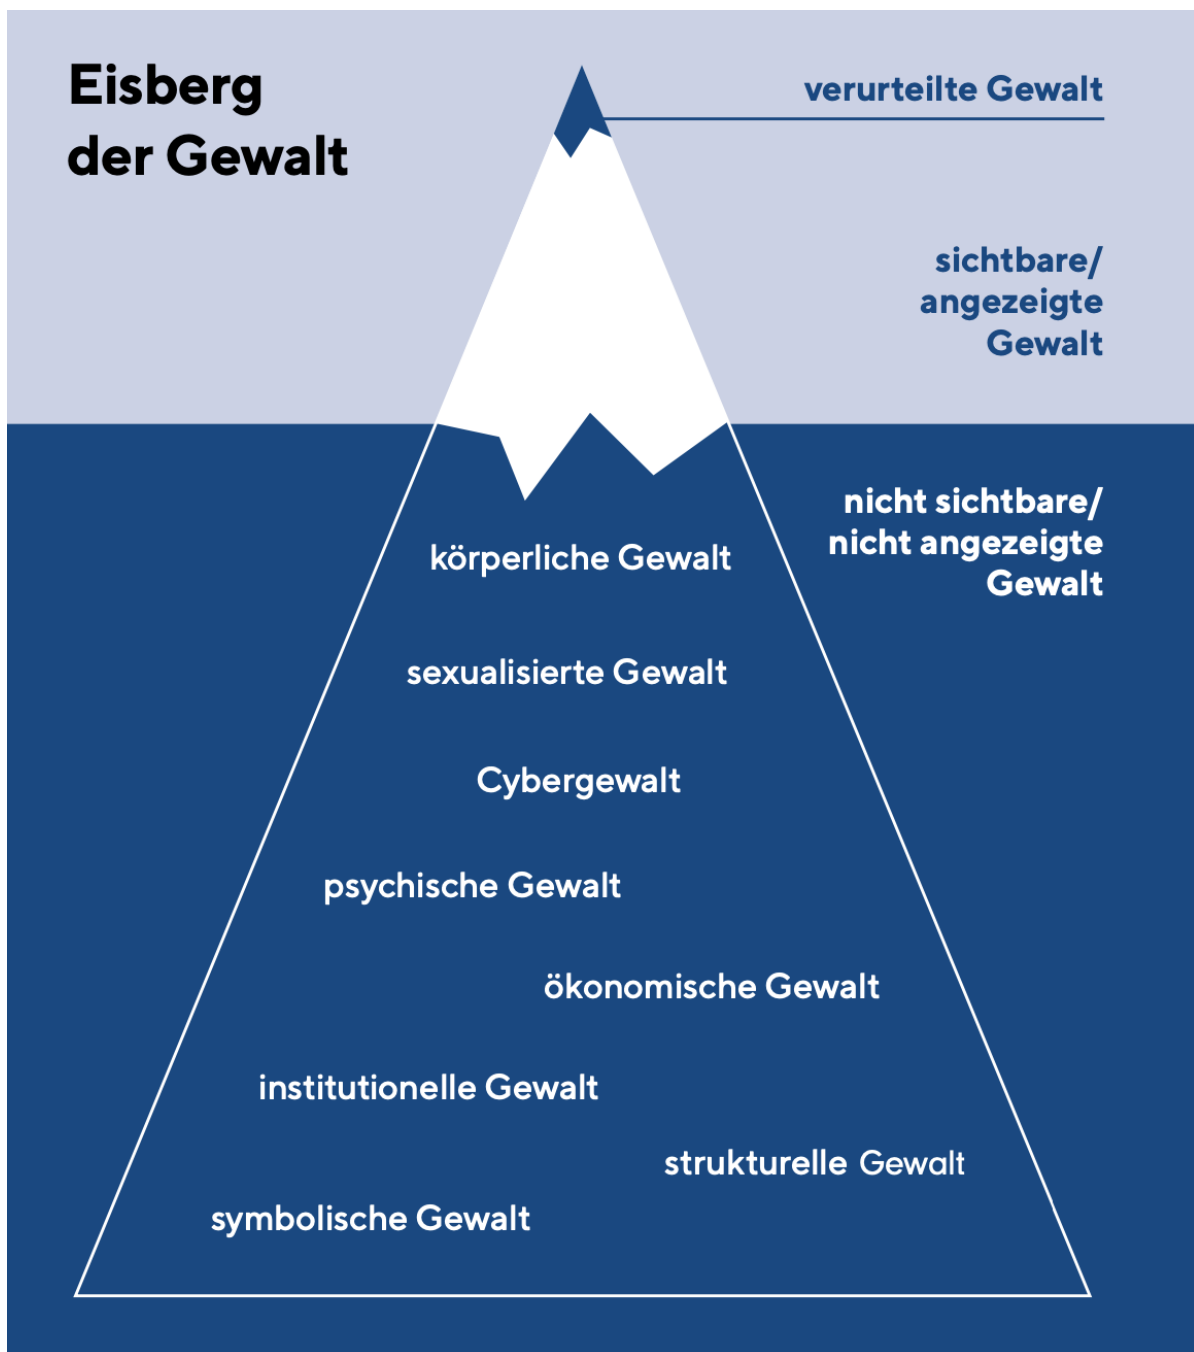 Eisberg
der Gewalt
verurteilte Gewalt
sichtbare/
angezeigte
Gewalt
nicht sichtbare/
nicht angezeigte
Gewalt
körperliche Gewalt
sexualisierte Gewalt
Cybergewalt
psychische Gewalt
ökonomische Gewalt
institutionelle Gewalt
strukturelle Gewalt
symbolische Gewalt